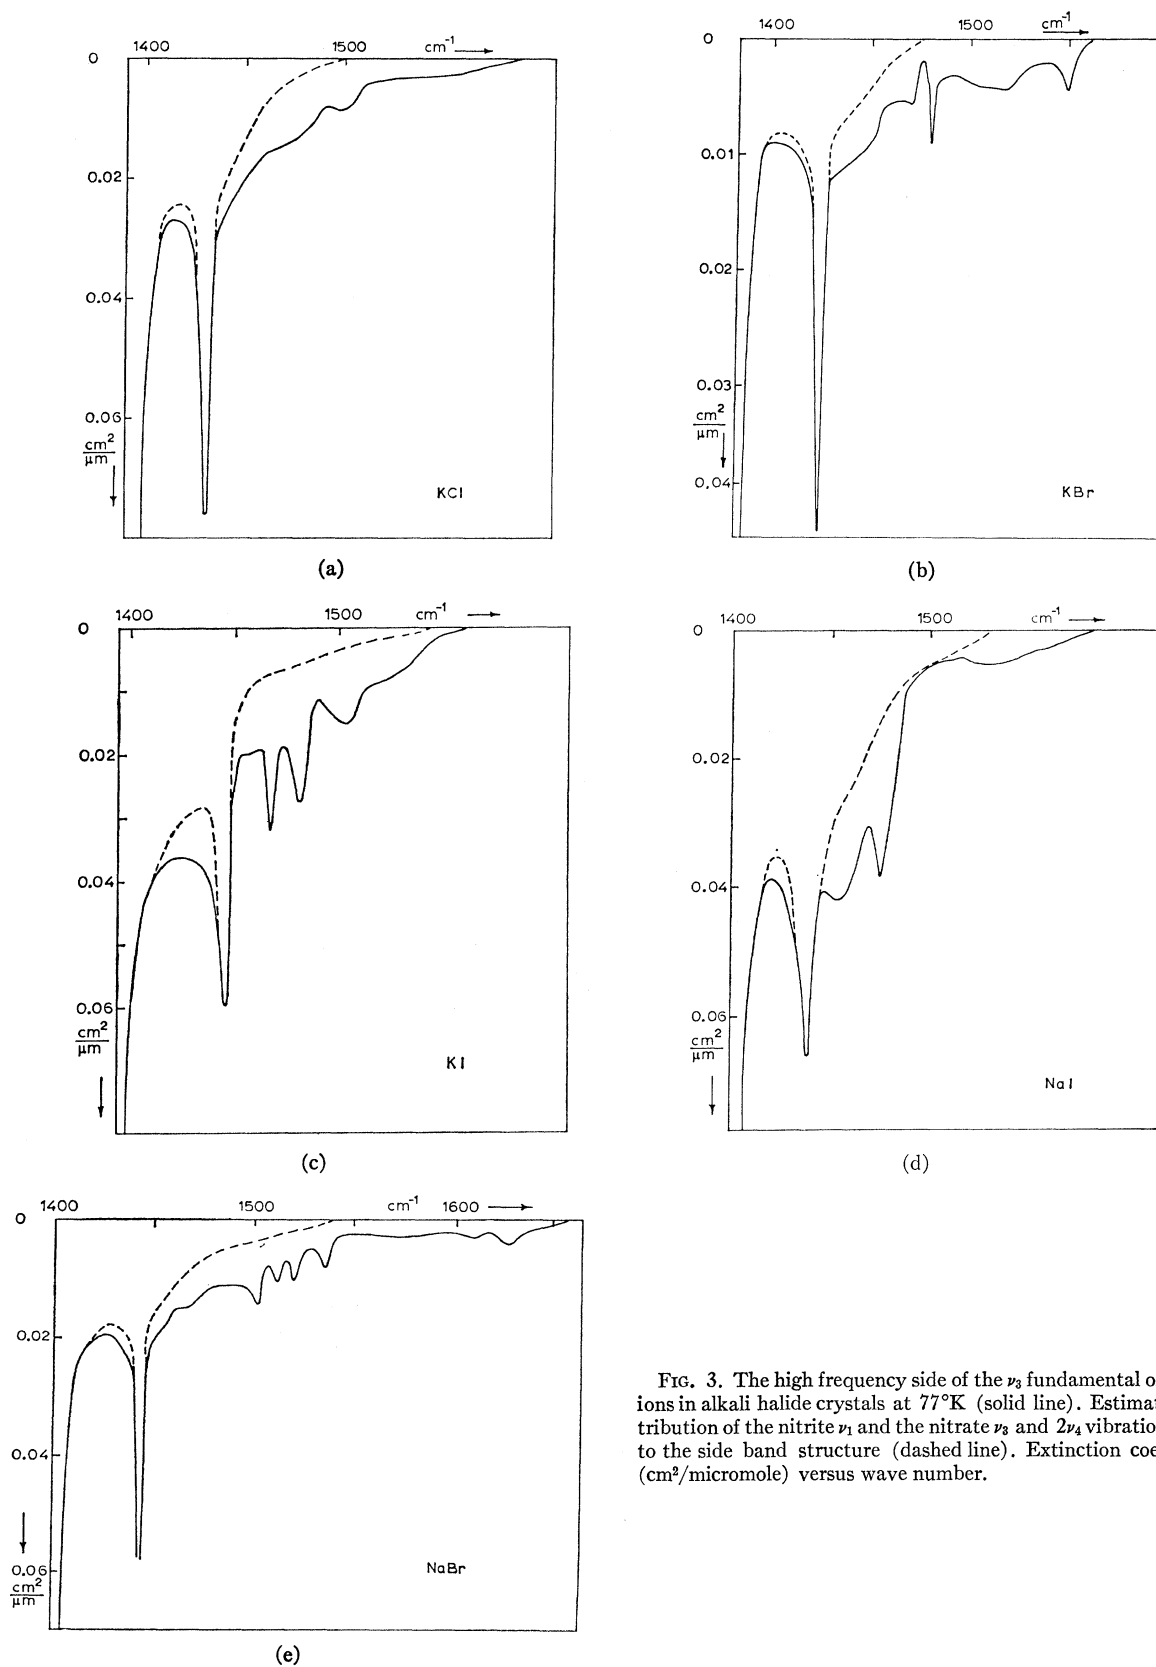 1400 1500 cm⁻¹
0
0.02
0.04
0.06
cm²
μm
KCl
(a)
1400 1500 cm⁻¹
0
0.01
0.02
0.03
cm²
μm
0.04
KBr
(b)
1400 1500 cm⁻¹
0
0.02
0.04
0.06
cm²
μm
KI
(c)
1400 1500 cm⁻¹
0
0.02
0.04
0.06
cm²
μm
NaI
(d)
1400 1500 cm⁻¹ 1600
0
0.02
0.04
0.06
cm²
μm
NaBr
(e)
FIG. 3. The high frequency side of the ν₃ fundamental o
ions in alkali halide crystals at 77°K (solid line). Estimat
tribution of the nitrite ν₁ and the nitrate ν₃ and 2ν₄ vibratio
to the side band structure (dashed line). Extinction coe
(cm²/micromole) versus wave number.